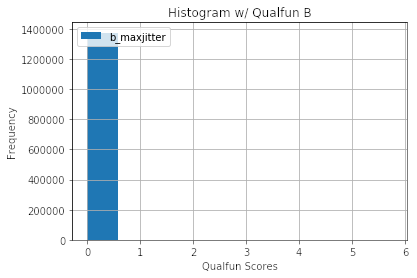 Histogram w/ Qualfun B
b_maxjitter
1400000
1200000
1000000
800000
600000
400000
200000
0
Frequency
0 1 2 3 4 5 6
Qualfun Scores